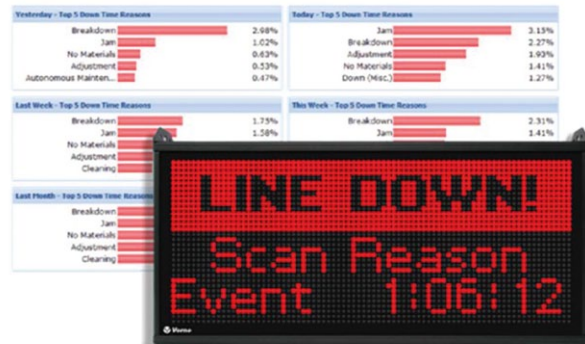 Yesterday - Top 5 Down Time Reasons
Breakdown 2.98%
Jam 1.02%
No Materials 0.63%
Adjustment 0.53%
Autonomous Mainten... 0.47%
Today - Top 5 Down Time Reasons
Jam 3.15%
Breakdown 2.27%
Adjustment 1.93%
No Materials 1.41%
Down (Misc.) 1.27%
Last Week - Top 5 Down Time Reasons
Breakdown 1.75%
Jam 1.58%
No Materials
Adjustment
Cleaning
This Week - Top 5 Down Time Reasons
Breakdown 2.31%
Jam 1.41%
Last Month - Top 5 Down Time Reasons
Breakdown
Jam
No Materials
Adjustment
Cleaning
LINE DOWN!
Scan Reason
Event 1:06:12
Vorne